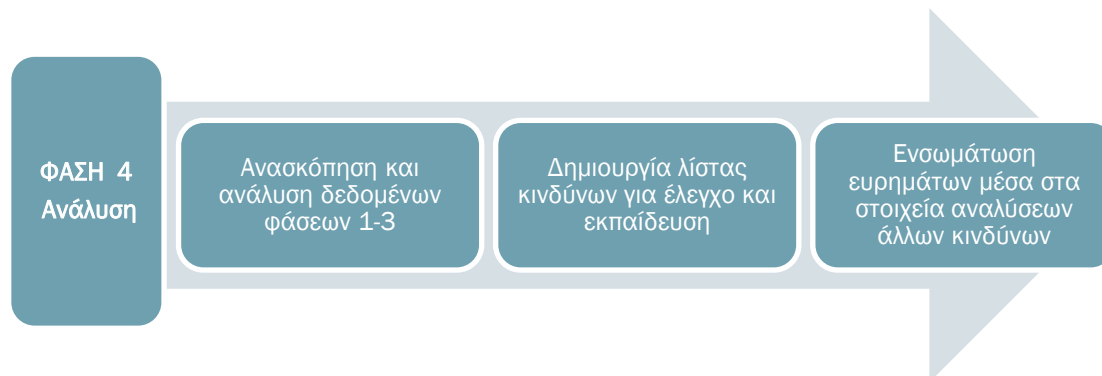 ΦΑΣΗ 4
Ανάλυση
Ανασκόπηση και
ανάλυση δεδομένων
φάσεων 1-3
Δημιουργία λίστας
κινδύνων για έλεγχο και
εκπαίδευση
Ενσωμάτωση
ευρημάτων μέσα στα
στοιχεία αναλύσεων
άλλων κινδύνων